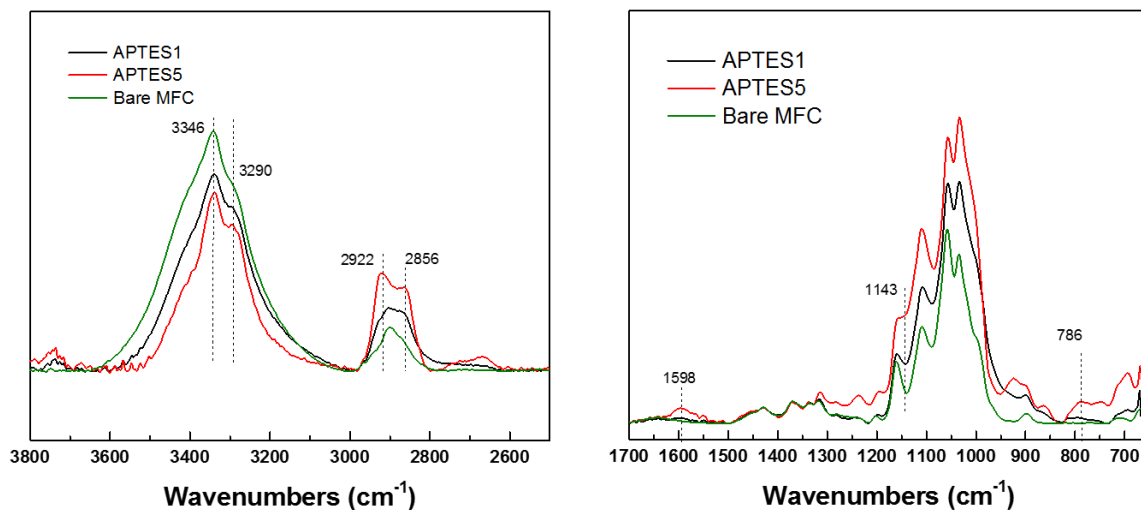 APTES1
APTES5
Bare MFC
3346
3290
2922
2856
3800 3600 3400 3200 3000 2800 2600
Wavenumbers (cm-1)
APTES1
APTES5
Bare MFC
1143
786
1598
1700 1600 1500 1400 1300 1200 1100 1000 900 800 700
Wavenumbers (cm-1)